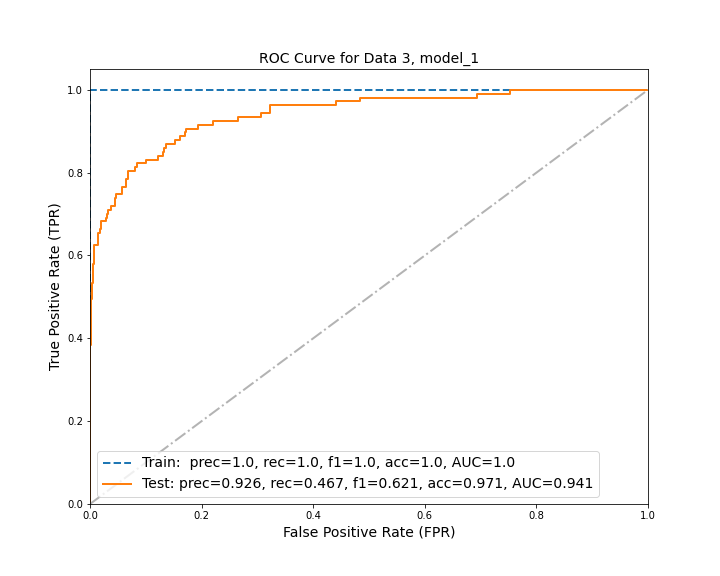 ROC Curve for Data 3, model_1
True Positive Rate (TPR)
1.0
0.8
0.6
0.4
0.2
0.0
Train:  prec=1.0, rec=1.0, f1=1.0, acc=1.0, AUC=1.0
Test: prec=0.926, rec=0.467, f1=0.621, acc=0.971, AUC=0.941
0.0 0.2 0.4 0.6 0.8 1.0
False Positive Rate (FPR)